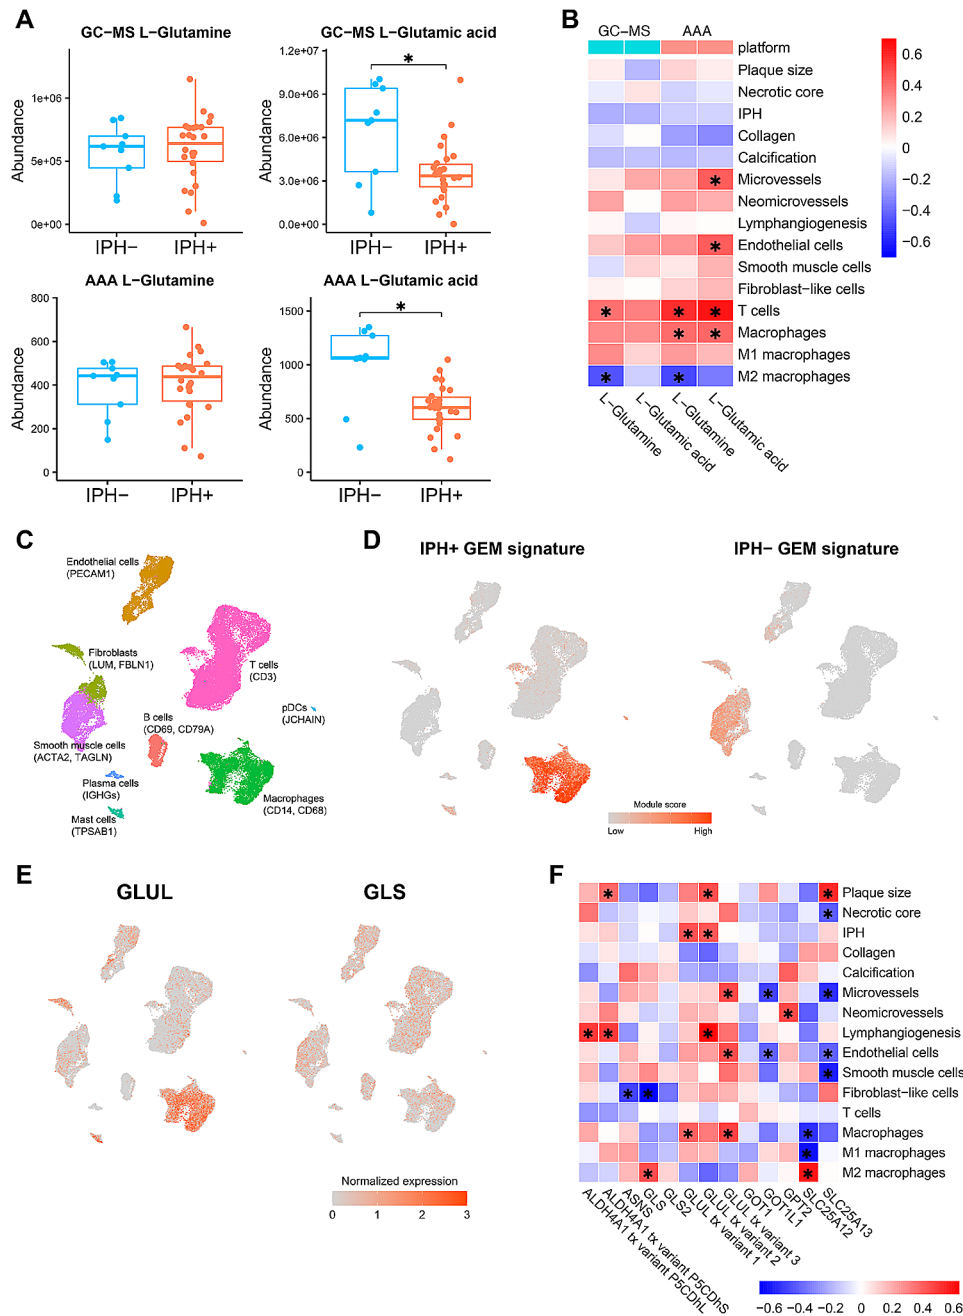 A
GC−MS L−Glutamine
Abundance
1e+06
5e+05
0e+00
IPH−
IPH+
GC−MS L−Glutamic acid
Abundance
1.2e+07
9.0e+06
6.0e+06
3.0e+06
0.0e+00
*
IPH−
IPH+
AAA L−Glutamine
Abundance
800
600
400
200
0
IPH−
IPH+
AAA L−Glutamic acid
Abundance
1500
1000
500
0
*
IPH−
IPH+
B
GC−MS AAA
platform
Plaque size
Necrotic core
IPH
Collagen
Calcification
Microvessels
Neomicrovessels
Lymphangiogenesis
Endothelial cells
Smooth muscle cells
Fibroblast−like cells
T cells
Macrophages
M1 macrophages
M2 macrophages
L−Glutamine
L−Glutamic acid
L−Glutamine
L−Glutamic acid
0.6
0.4
0.2
0
−0.2
−0.4
−0.6
C
Endothelial cells
(PECAM1)
Fibroblasts
(LUM, FBLN1)
T cells
(CD3)
pDCs
(JCHAIN)
B cells
(CD69, CD79A)
Smooth muscle cells
(ACTA2, TAGLN)
Plasma cells
(IGHGs)
Macrophages
(CD14, CD68)
Mast cells
(TPSAB1)
D
IPH+ GEM signature
IPH− GEM signature
Module score
Low High
E
GLUL
GLS
Normalized expression
0 1 2 3
F
Plaque size
Necrotic core
IPH
Collagen
Calcification
Microvessels
Neomicrovessels
Lymphangiogenesis
Endothelial cells
Smooth muscle cells
Fibroblast−like cells
T cells
Macrophages
M1 macrophages
M2 macrophages
ALDH4A1 tx variant P5CDhL
ALDH4A1 tx variant P5CDhS
ASNS
GLS
GLS2
GLUL tx variant 1
GLUL tx variant 2
GLUL tx variant 3
GOT1
GOT1L1
GPT2
SLC25A12
SLC25A13
−0.6 −0.4 −0.2 0 0.2 0.4 0.6